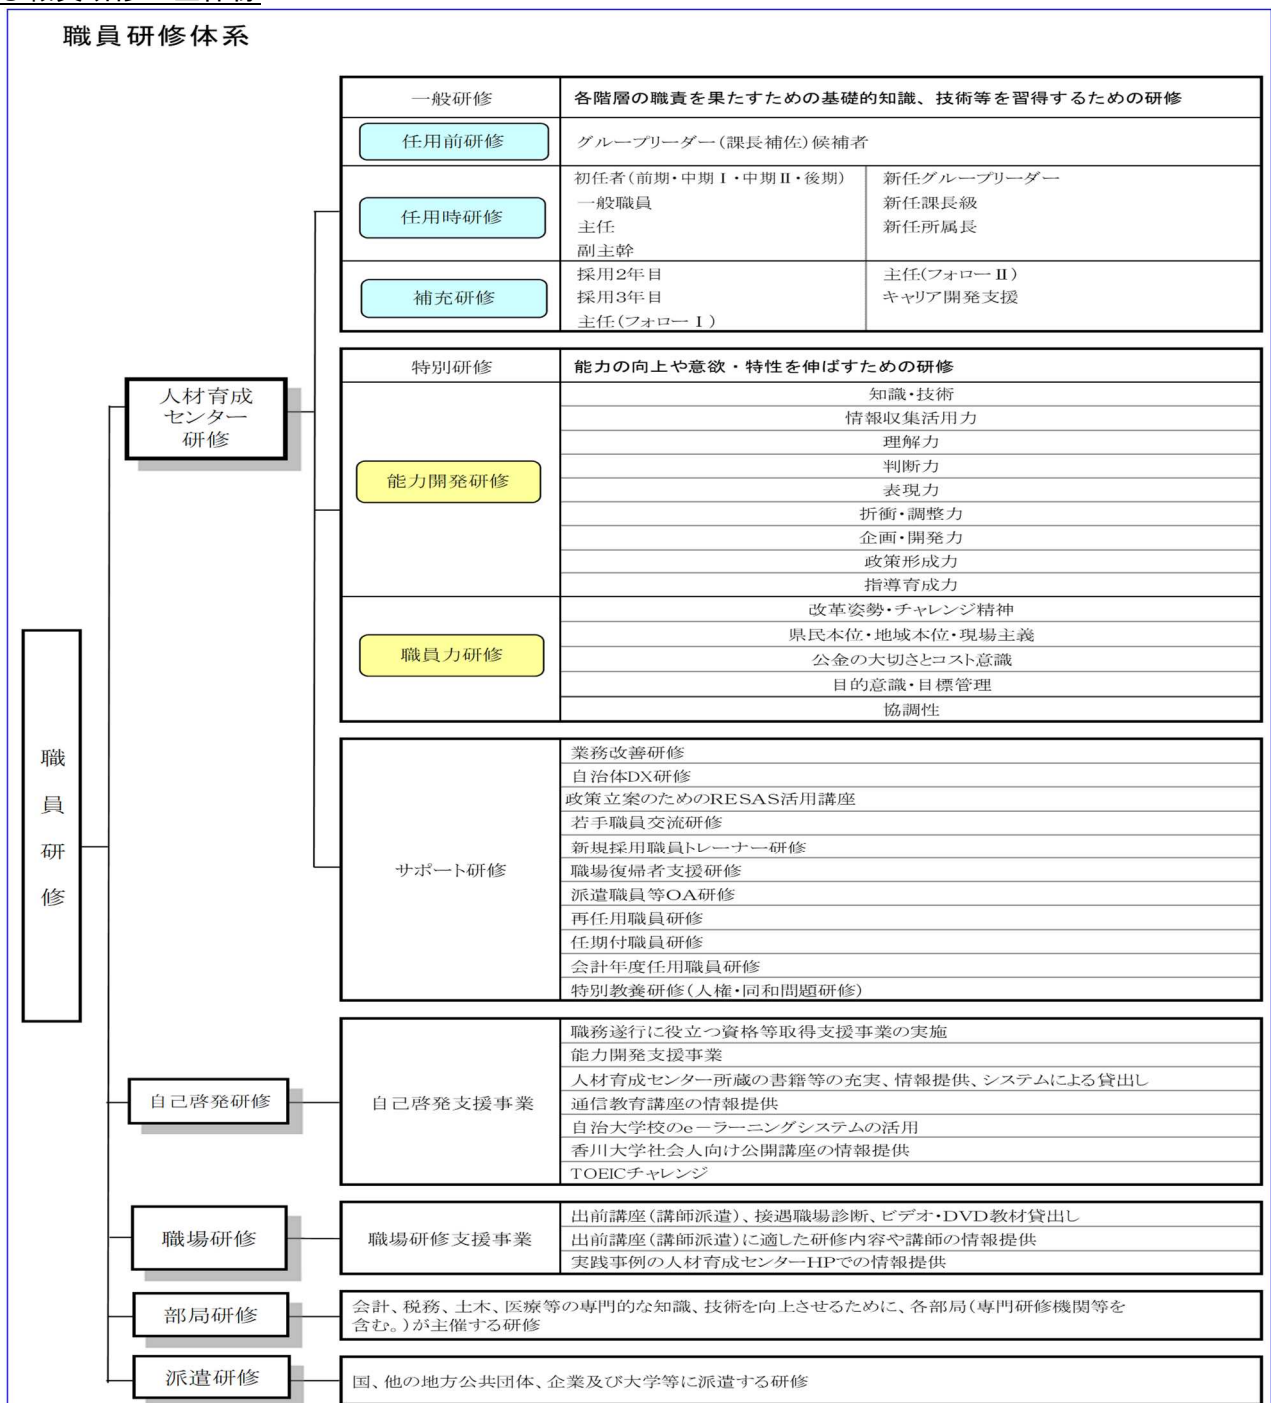 職員研修体系
一般研修
各階層の職責を果たすための基礎的知識、技術等を習得するための研修
任用前研修
グループリーダー(課長補佐)候補者
任用時研修
初任者(前期・中期Ⅰ・中期Ⅱ・後期)
一般職員
主任
副主幹
新任グループリーダー
新任課長級
新任所属長
補充研修
採用2年目
採用3年目
主任(フォローⅠ)
主任(フォローⅡ)
キャリア開発支援
人材育成
センター
研修
特別研修
能力の向上や意欲・特性を伸ばすための研修
能力開発研修
知識・技術
情報収集活用力
理解力
判断力
表現力
折衝・調整力
企画・開発力
政策形成力
指導育成力
職員力研修
改革姿勢・チャレンジ精神
県民本位・地域本位・現場主義
公金の大切さとコスト意識
目的意識・目標管理
協調性
職員研修
サポート研修
業務改善研修
自治体DX研修
政策立案のためのRESAS活用講座
若手職員交流研修
新規採用職員トレーナー研修
職場復帰者支援研修
派遣職員等OA研修
再任用職員研修
任期付職員研修
会計年度任用職員研修
特別教養研修(人権・同和問題研修)
自己啓発研修
自己啓発支援事業
職務遂行に役立つ資格等取得支援事業の実施
能力開発支援事業
人材育成センター所蔵の書籍等の充実、情報提供、システムによる貸出し
通信教育講座の情報提供
自治大学校のe－ラーニングシステムの活用
香川大学社会人向け公開講座の情報提供
TOEICチャレンジ
職場研修
職場研修支援事業
出前講座(講師派遣)、接遇職場診断、ビデオ・DVD教材貸出し
出前講座(講師派遣)に適した研修内容や講師の情報提供
実践事例の人材育成センターHPでの情報提供
部局研修
会計、税務、土木、医療等の専門的な知識、技術を向上させるために、各部局(専門研修機関等を
含む。)が主催する研修
派遣研修
国、他の地方公共団体、企業及び大学等に派遣する研修